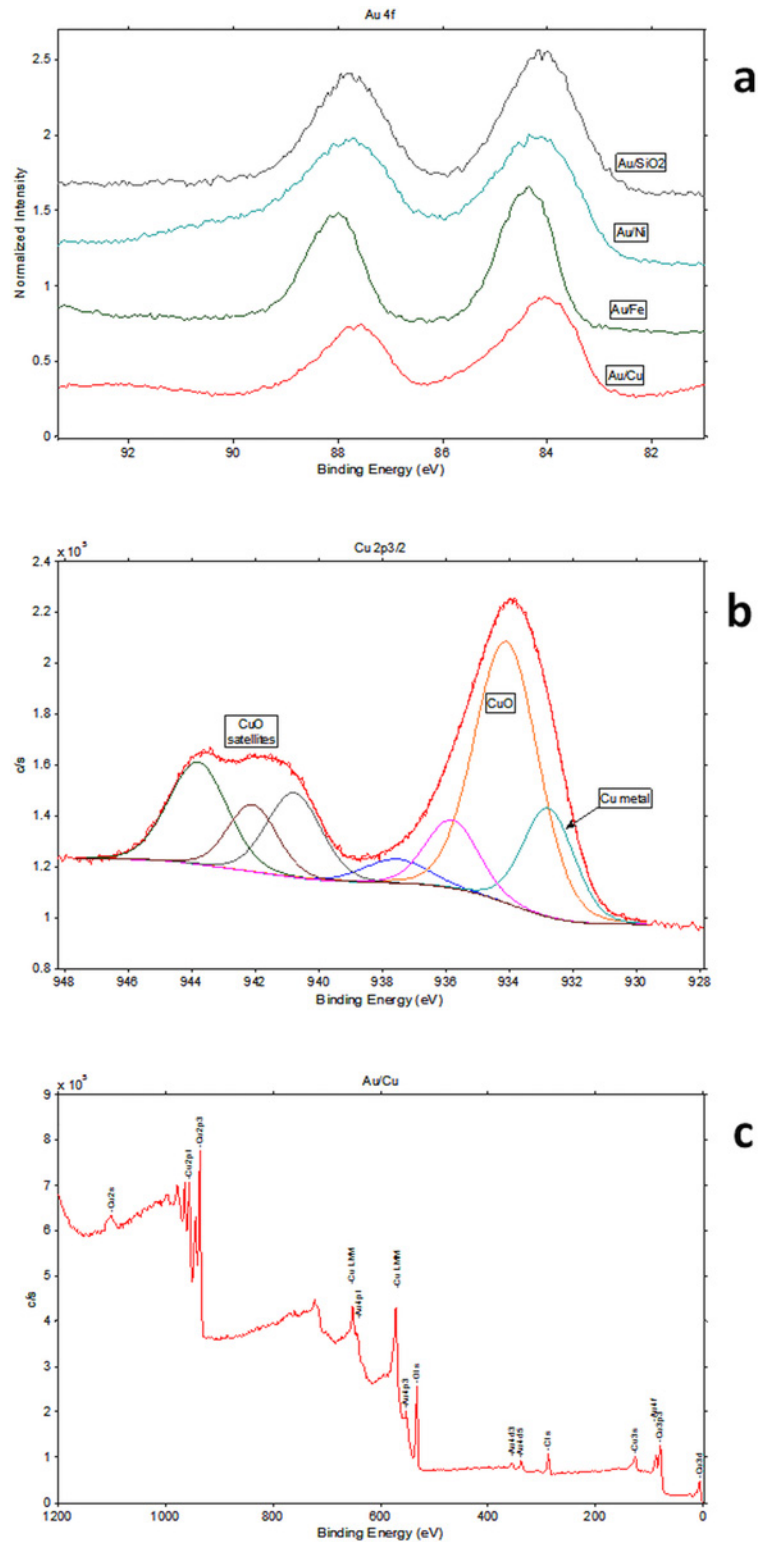 Au 4f
a
2.5
2
1.5
1
0.5
0
Normalized Intensity
Au/SiO2
Au/Ni
Au/Fe
Au/Cu
92 90 88 86 84 82
Binding Energy (eV)
x 10^5
Cu 2p3/2
b
2.4
2.2
2
1.8
1.6
1.4
1.2
1
0.8
c/s
CuO
satellites
CuO
Cu metal
948 946 944 942 940 938 936 934 932 930 928
Binding Energy (eV)
x 10^5
Au/Cu
c
9
8
7
6
5
4
3
2
1
0
c/s
-Cu2s
-Cu2p1
-Cu2p3
-Cu LMM
-Au4p1
-Cu LMM
-Au4p3
-O1s
-Au4d3
-Au4d5
-C1s
-Cu3s
-Au4f
-Cu3p3
-Cu3d
1200 1000 800 600 400 200 0
Binding Energy (eV)